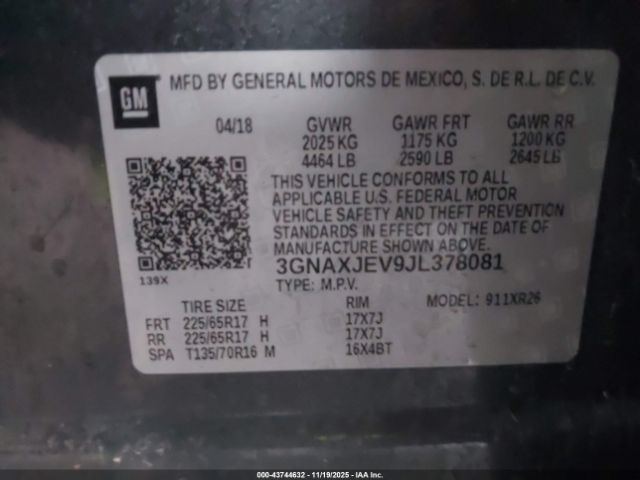 GM
MFD BY GENERAL MOTORS DE MEXICO, S. DE R.L. DE C.V.
04/18 GVWR GAWR FRT GAWR RR
2025 KG 1175 KG 1200 KG
4464 LB 2590 LB 2645 LB
THIS VEHICLE CONFORMS TO ALL
APPLICABLE U.S. FEDERAL MOTOR
VEHICLE SAFETY AND THEFT PREVENTION
STANDARDS IN EFFECT ON THE DATE OF
MANUFACTURE SHOWN ABOVE.
3GNAXJEV9JL378081
139X
TYPE: M.P.V. MODEL: 911XR26
TIRE SIZE RIM
FRT 225/65R17 H 17X7J
RR 225/65R17 H 17X7J
SPA T135/70R16 M 16X4BT
000-43744632 - 11/19/2025 - IAA Inc.